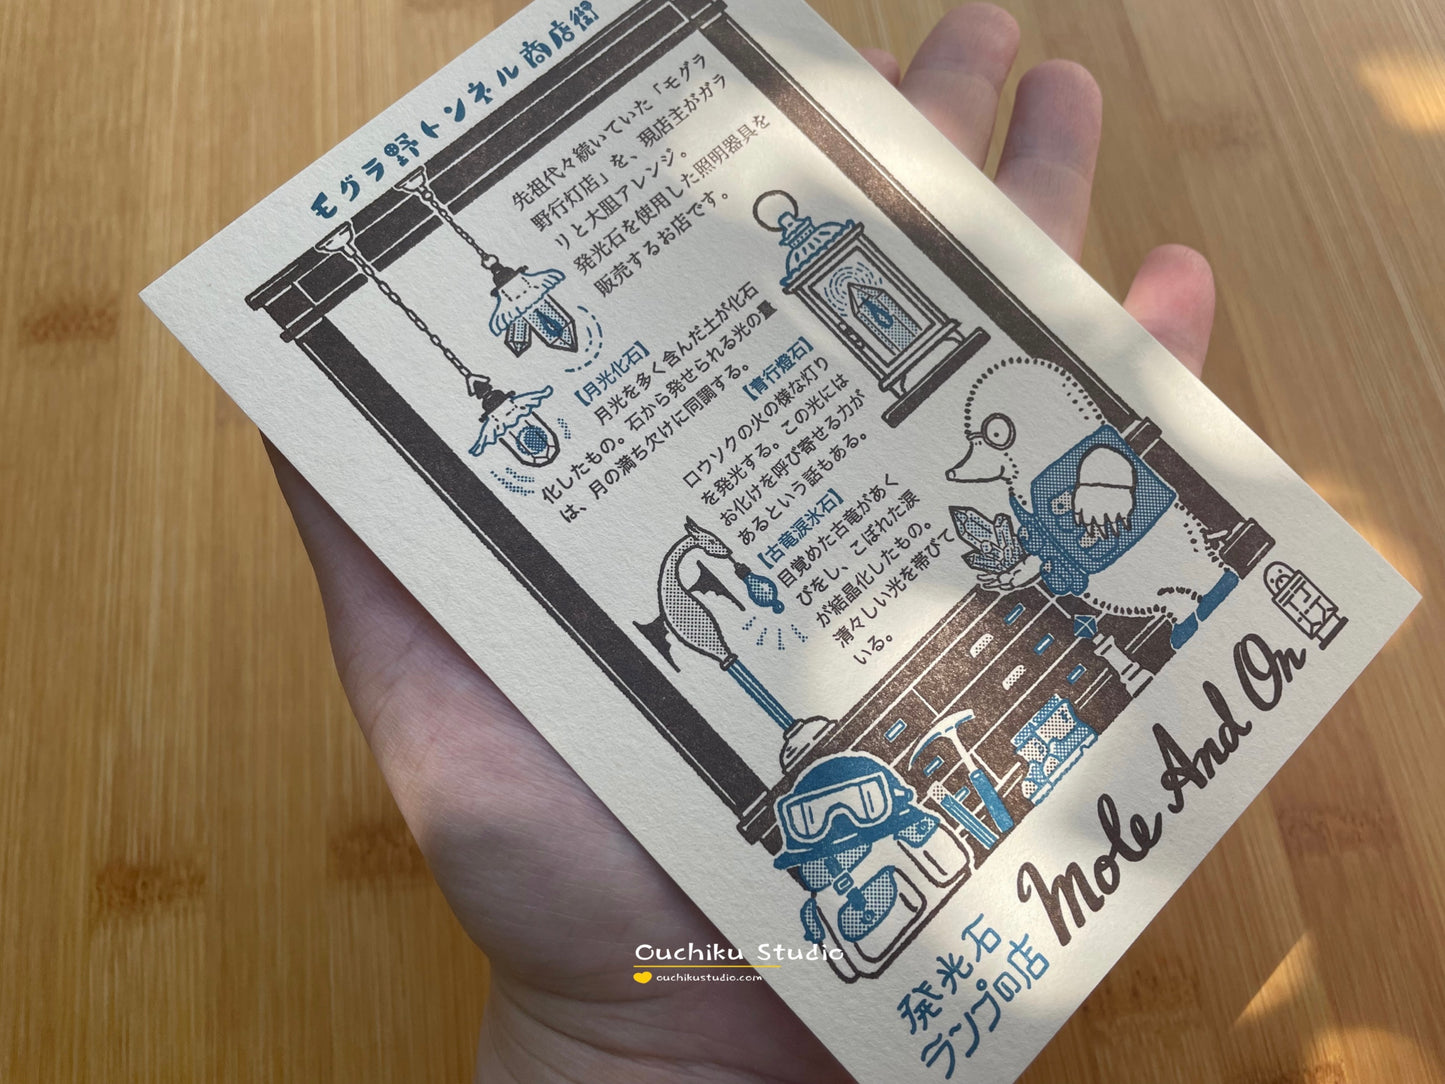 モグラ野トンネル商店街
先祖代々続いていた「モグラ
野行灯店」を、現店主がガラ
リと大胆アレンジ。
発光石を使用した照明器具を
販売するお店です。
【月光化石】
月光を多く含んだ土が化石
化したもの。石から発せられる光の量
は、月の満ち欠けに同調する。
【青行燈石】
ロウソクの火の様な灯り
を発光する。この光には
お化けを呼び寄せる力が
あるという話もある。
【古竜涙氷石】
目覚めた古竜があく
びをし、こぼれた涙
が結晶化したもの。
清々しい光を帯びて
いる。
Mole And On
発光石
ランプの店
Ouchiku Studio
ouchikustudio.com